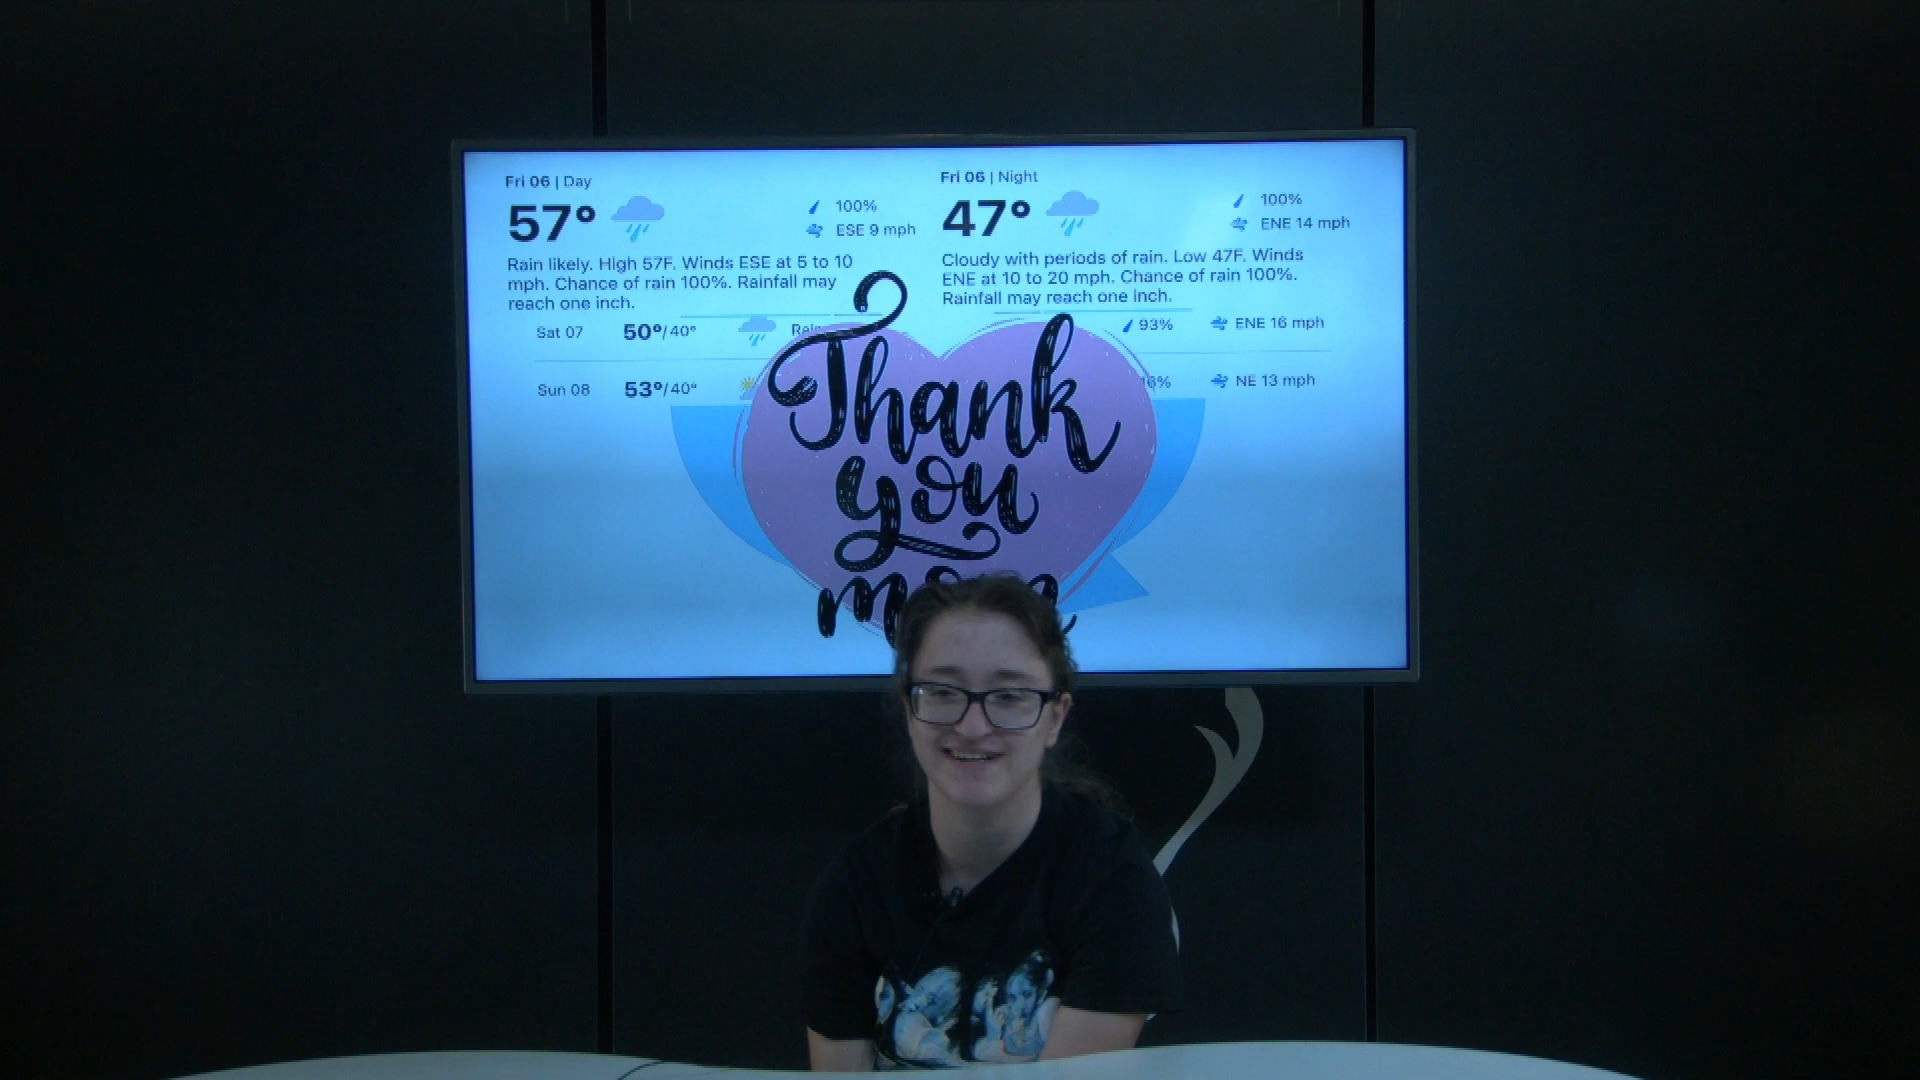 Fri 06 | Day
57°
100%
ESE 9 mph
Rain likely. High 57F. Winds ESE at 5 to 10
mph. Chance of rain 100%. Rainfall may
reach one inch.
Fri 06 | Night
47°
100%
ENE 14 mph
Cloudy with periods of rain. Low 47F. Winds
ENE at 10 to 20 mph. Chance of rain 100%.
Rainfall may reach one inch.
Sat 07 50°/40° 93% ENE 16 mph
Sun 08 53°/40° NE 13 mph
Thank
you